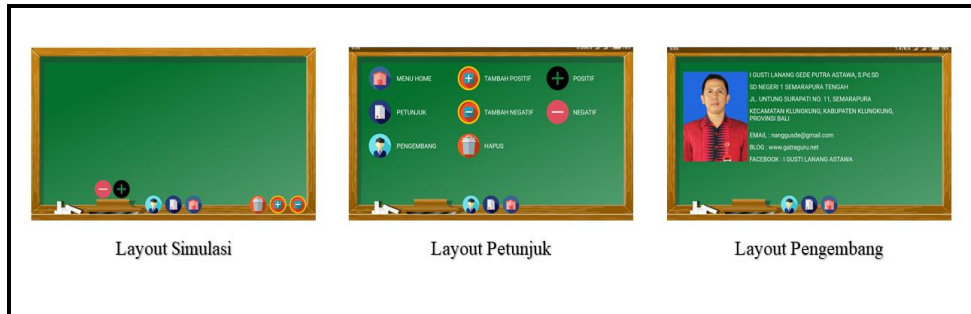 MENU HOME
TAMBAH POSITIF
POSITIF
PETUNJUK
TAMBAH NEGATIF
NEGATIF
PENGEMBANG
HAPUS
I GUSTI LANANG GEDE PUTRA ASTAWA, S.Pd.SD
SD NEGERI 1 SEMARAPURA TENGAH
JL. UNTUNG SURAPATI NO. 11, SEMARAPURA
KECAMATAN KLUNGKUNG, KABUPATEN KLUNGKUNG,
PROVINSI BALI
EMAIL : nanggusde@gmail.com
BLOG : www.gatraguru.net
FACEBOOK : I GUSTI LANANG ASTAWA
Layout Simulasi
Layout Petunjuk
Layout Pengembang